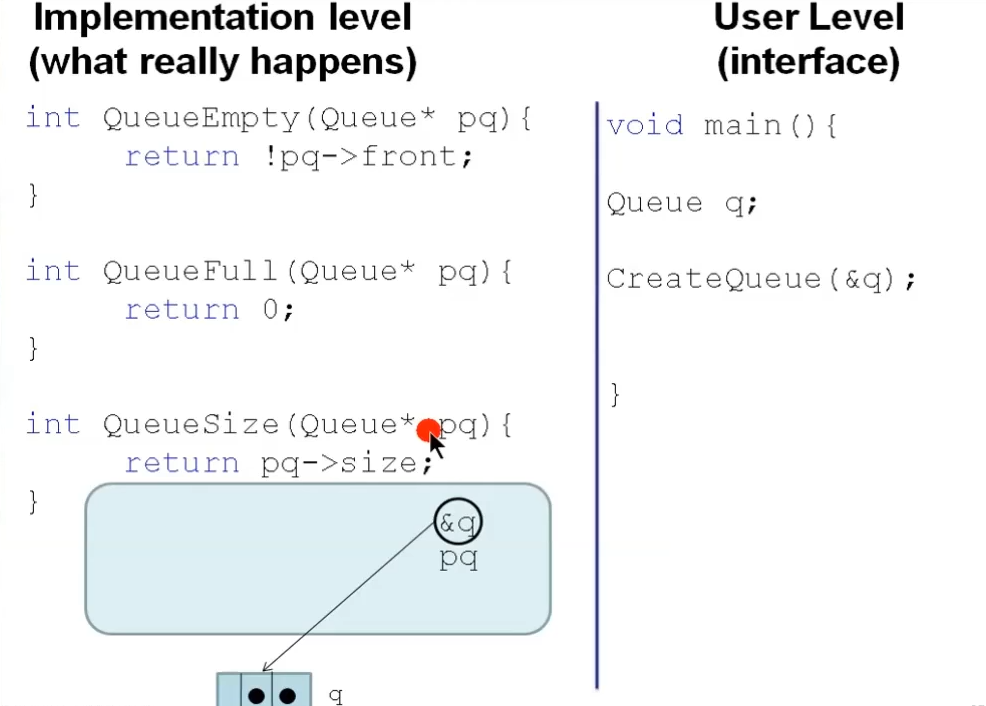 Implementation level
(what really happens)
int QueueEmpty(Queue* pq){
return !pq->front;
}
int QueueFull(Queue* pq){
return 0;
}
int QueueSize(Queue* pq){
return pq->size;
}
&q
pq
q
User Level
(interface)
void main(){
Queue q;
CreateQueue(&q);
}